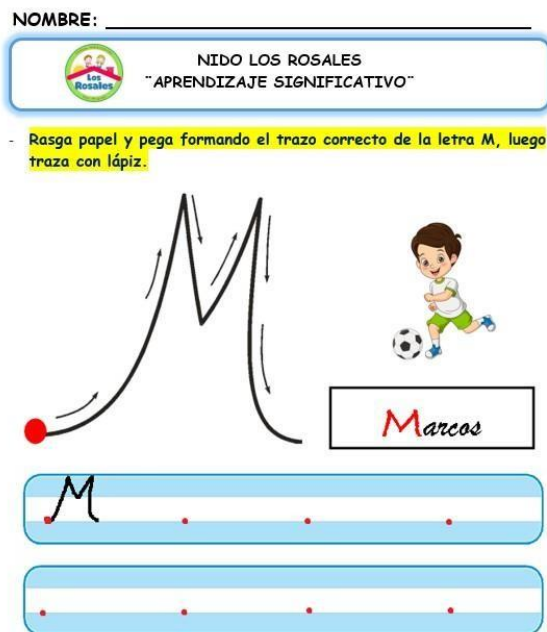 NOMBRE:
Los
Rosales
NIDO LOS ROSALES
¨APRENDIZAJE SIGNIFICATIVO¨
- Rasga papel y pega formando el trazo correcto de la letra M, luego
traza con lápiz.
M
Marcos
M